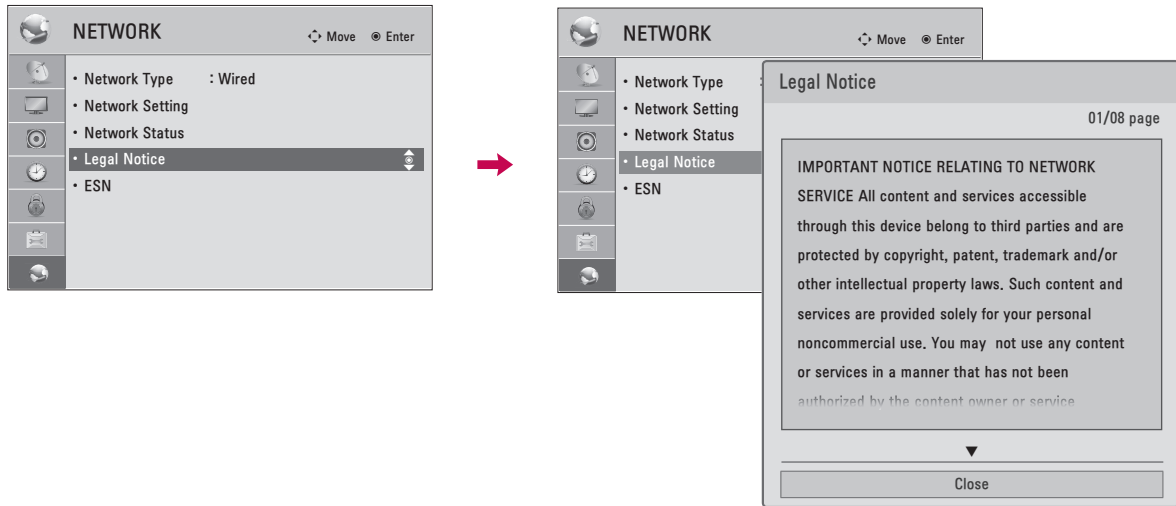 NETWORK
Move Enter
• Network Type : Wired
• Network Setting
• Network Status
• Legal Notice
• ESN
NETWORK
Move Enter
• Network Type :
• Network Setting
• Network Status
• Legal Notice
• ESN
Legal Notice
01/08 page
IMPORTANT NOTICE RELATING TO NETWORK
SERVICE All content and services accessible
through this device belong to third parties and are
protected by copyright, patent, trademark and/or
other intellectual property laws. Such content and
services are provided solely for your personal
noncommercial use. You may not use any content
or services in a manner that has not been
authorized by the content owner or service
Close